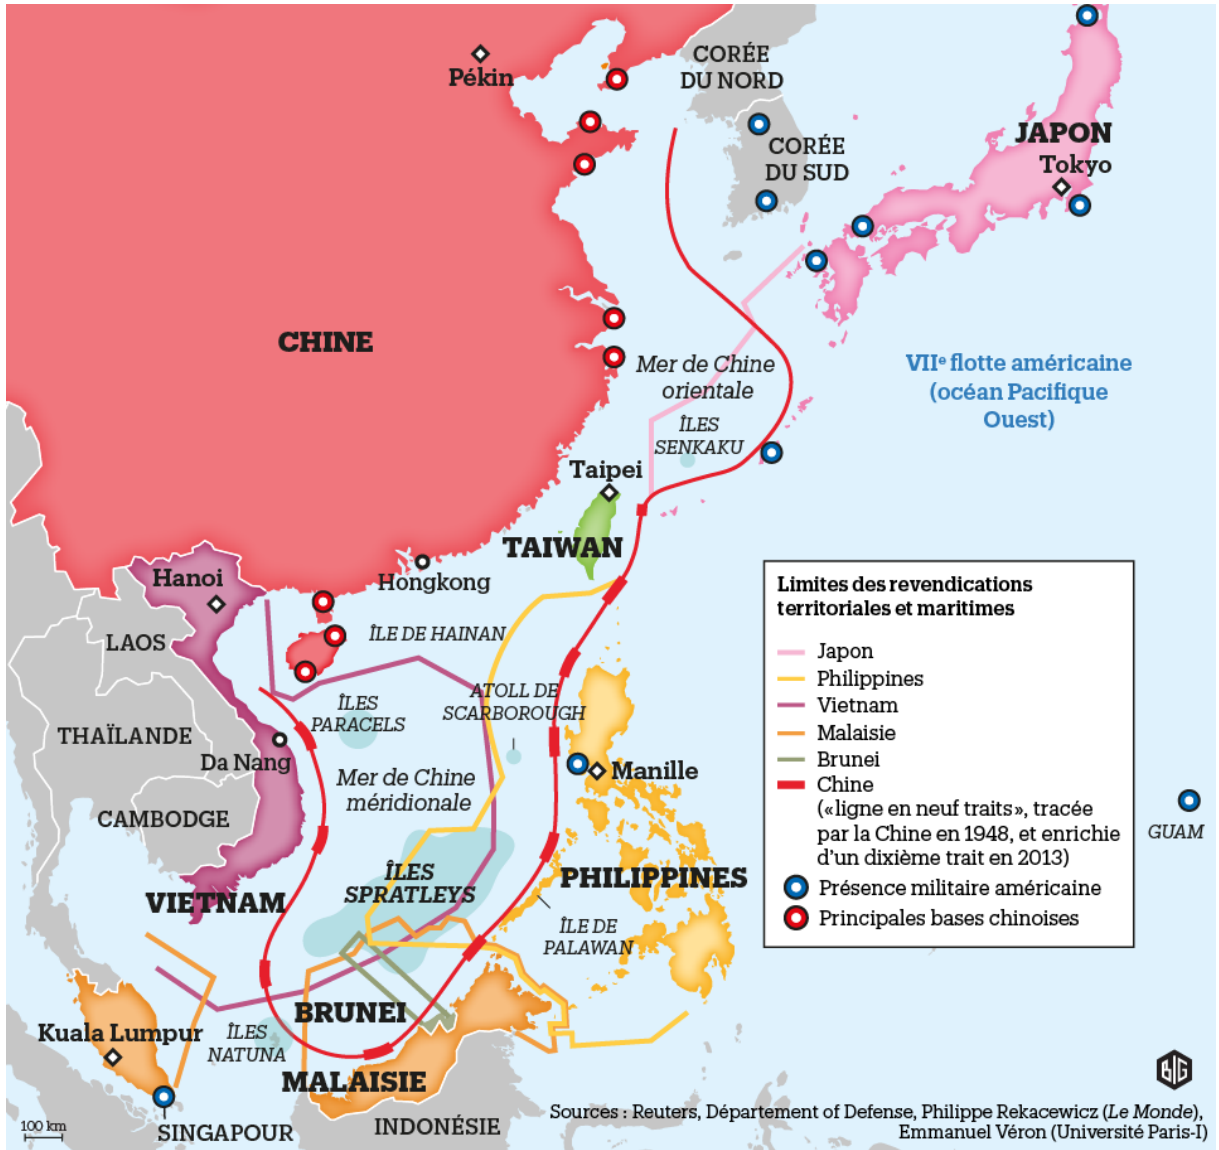 Pékin
CORÉE
DU NORD
CORÉE
DU SUD
JAPON
Tokyo
CHINE
Mer de Chine
orientale
VIIe flotte américaine
(océan Pacifique
Ouest)
ÎLES
SENKAKU
Taipei
TAIWAN
Hanoi
Hongkong
LAOS
ÎLE DE HAINAN
ÎLES
PARACELS
ATOLL DE
SCARBOROUGH
THAÏLANDE
Da Nang
Mer de Chine
méridionale
Manille
CAMBODGE
GUAM
ÎLES
SPRATLEYS
PHILIPPINES
VIETNAM
ÎLE DE
PALAWAN
BRUNEI
Kuala Lumpur
ÎLES
NATUNA
MALAISIE
SINGAPOUR
INDONÉSIE
100 km
Limites des revendications
territoriales et maritimes
Japon
Philippines
Vietnam
Malaisie
Brunei
Chine
(«ligne en neuf traits», tracée
par la Chine en 1948, et enrichie
d'un dixième trait en 2013)
Présence militaire américaine
Principales bases chinoises
BIG
Sources : Reuters, Département of Defense, Philippe Rekacewicz (Le Monde),
Emmanuel Véron (Université Paris-I)